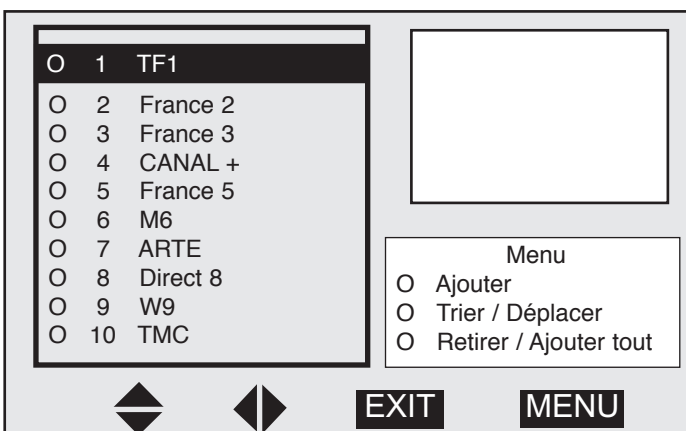 O 1 TF1
O 2 France 2
O 3 France 3
O 4 CANAL +
O 5 France 5
O 6 M6
O 7 ARTE
O 8 Direct 8
O 9 W9
O 10 TMC
Menu
O Ajouter
O Trier / Déplacer
O Retirer / Ajouter tout
EXIT MENU